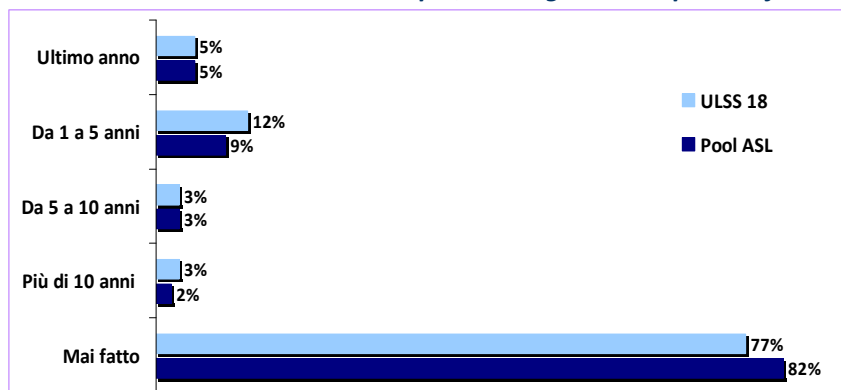 Ultimo anno
5%
5%
ULSS 18
Da 1 a 5 anni
12%
9%
Pool ASL
Da 5 a 10 anni
3%
3%
Più di 10 anni
3%
2%
Mai fatto
77%
82%